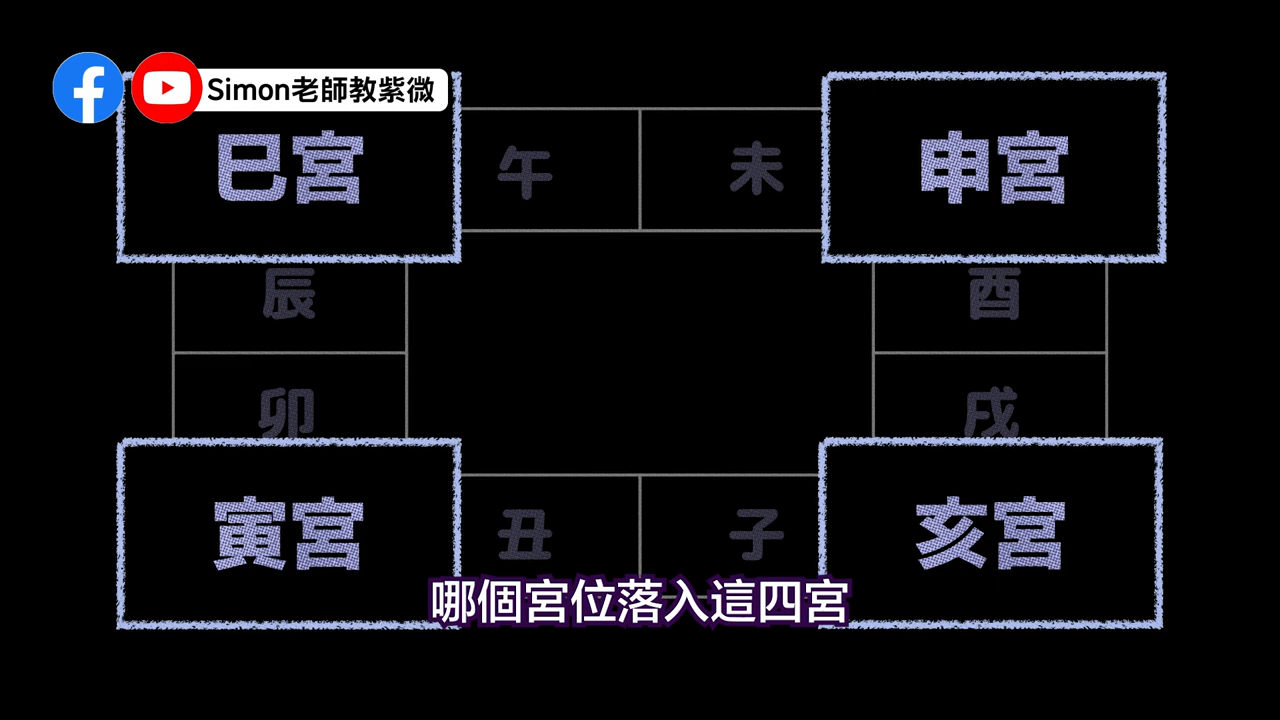 Simon老師教紫微
巳宮 午 未 申宮
辰 酉
卯 戌
寅宮 丑 子 亥宮
哪個宮位落入這四宮